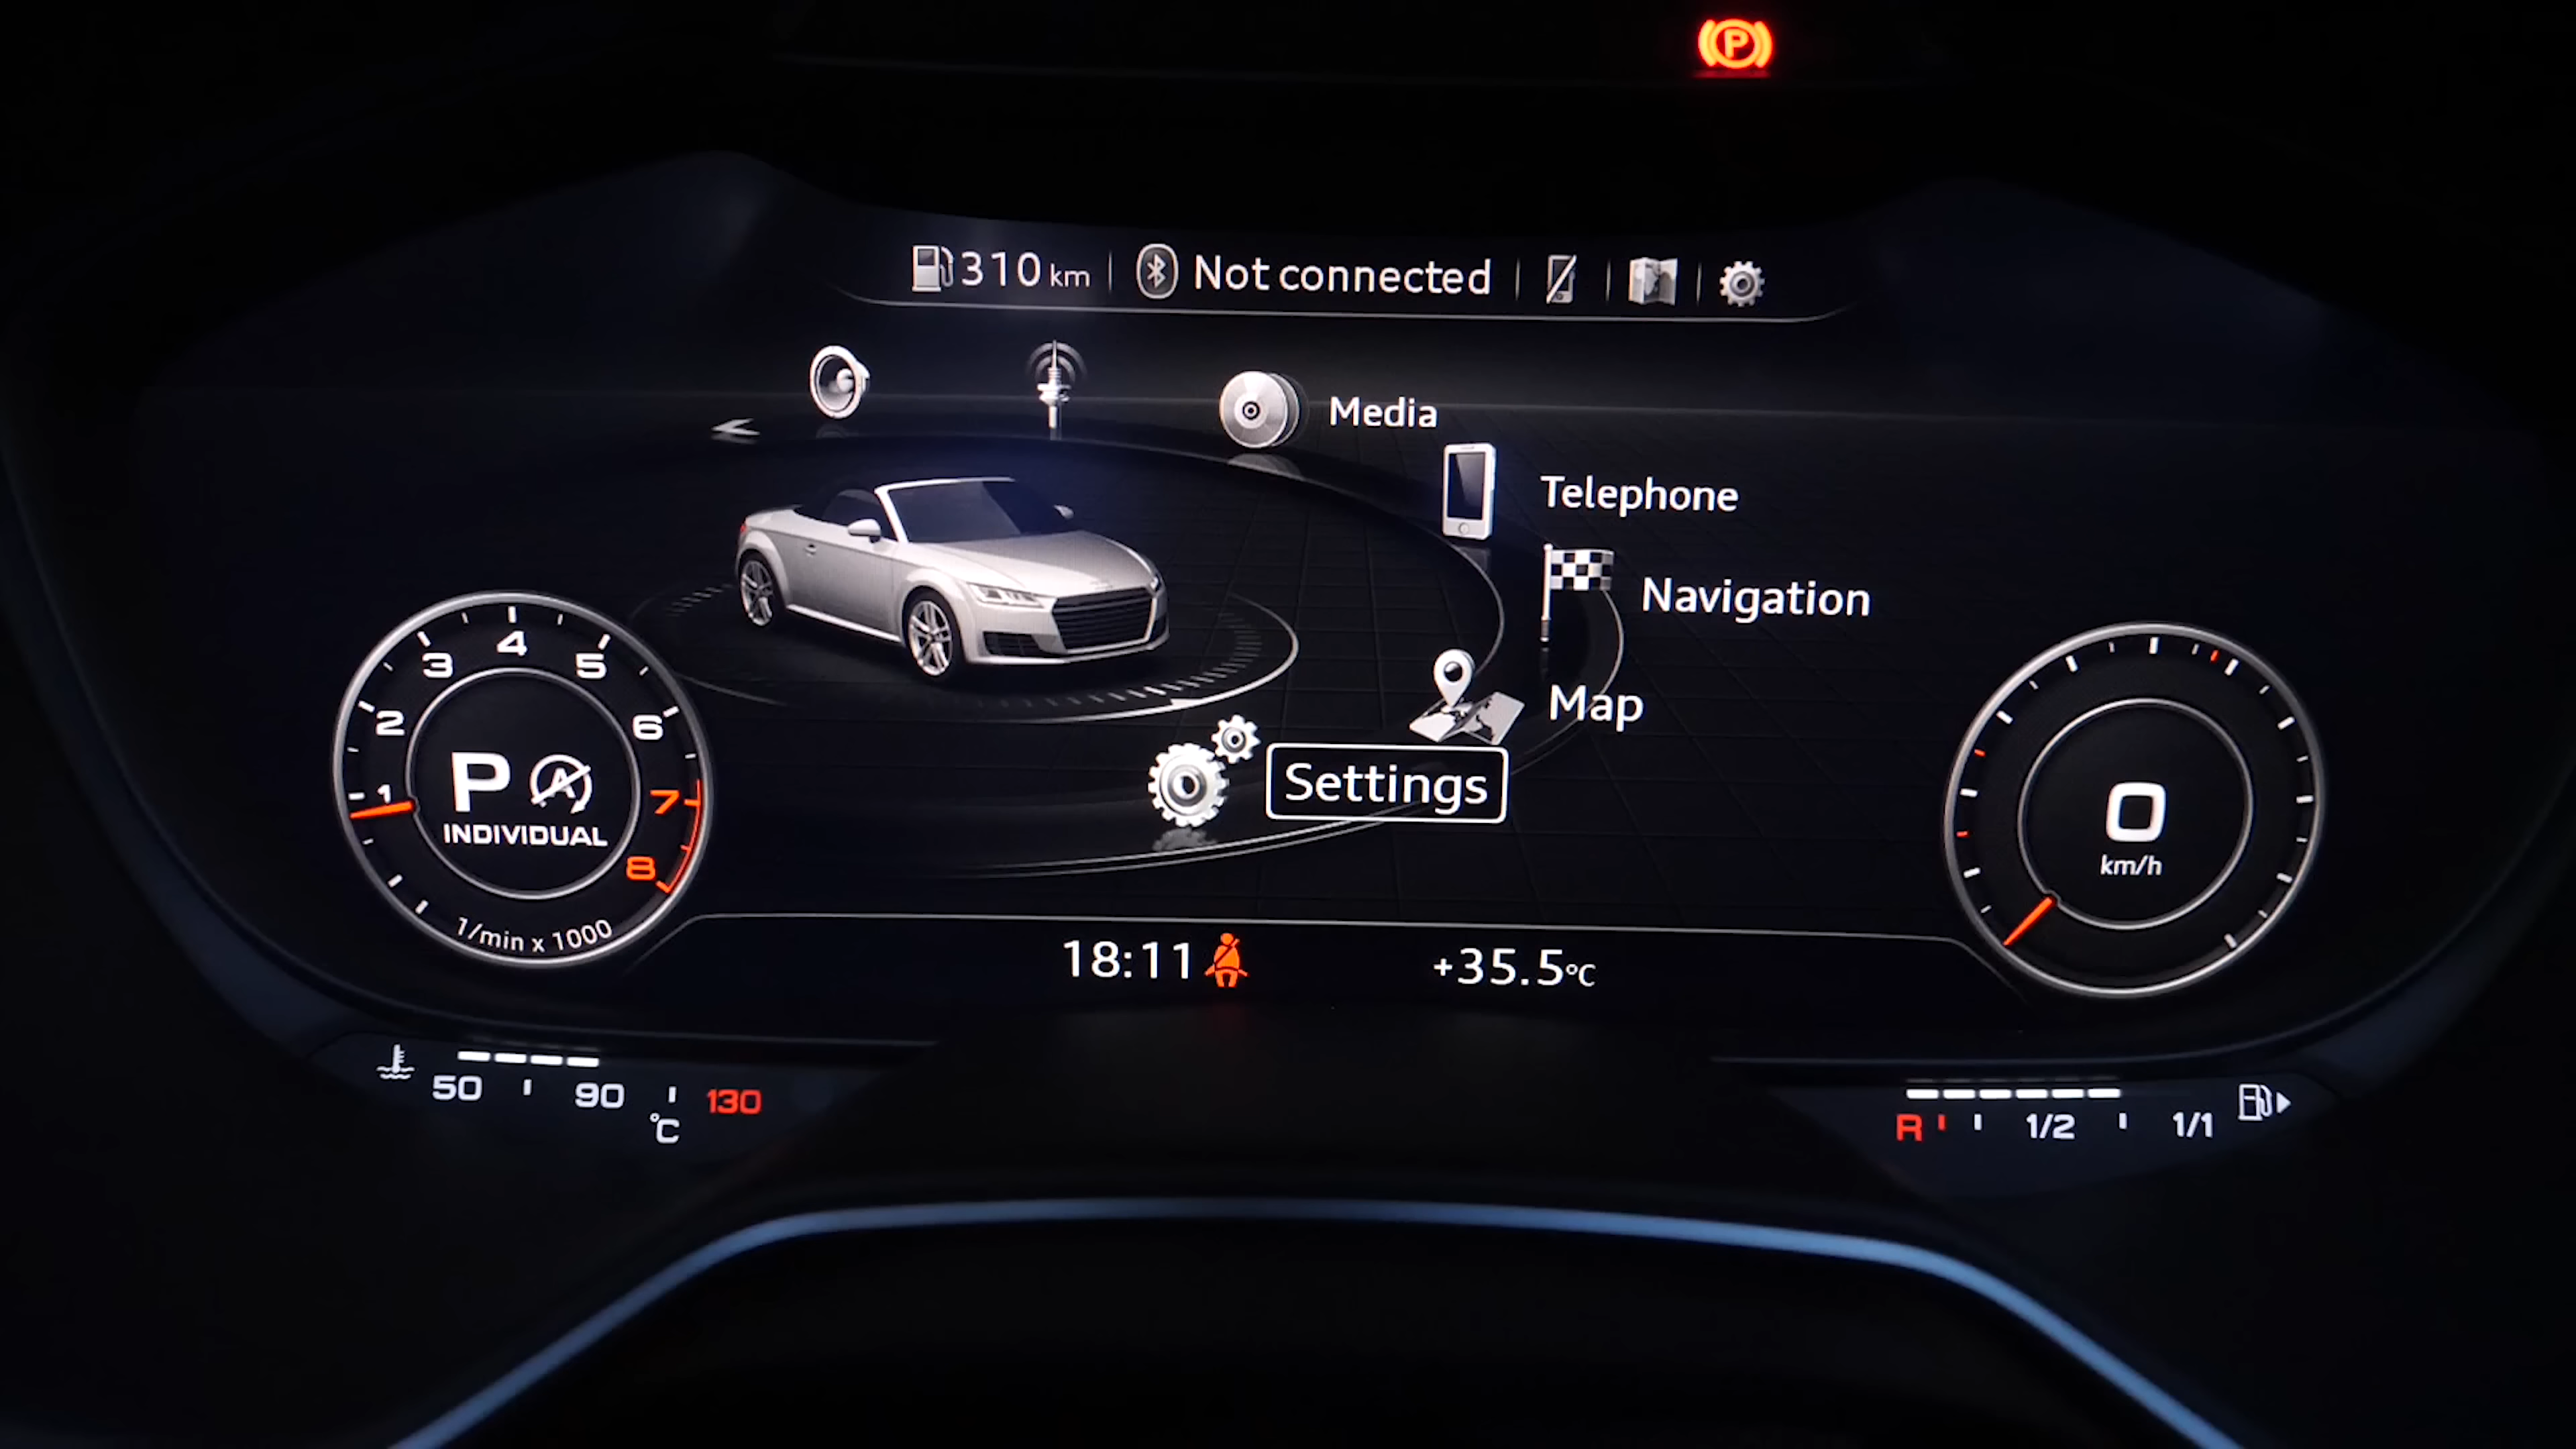 P
310 km
Not connected
Media
Telephone
Navigation
Map
Settings
1 2 3 4 5 6 7 8
P A
INDIVIDUAL
1/min x 1000
0
km/h
18:11
+35.5°C
50 90 130
°C
R 1/2 1/1